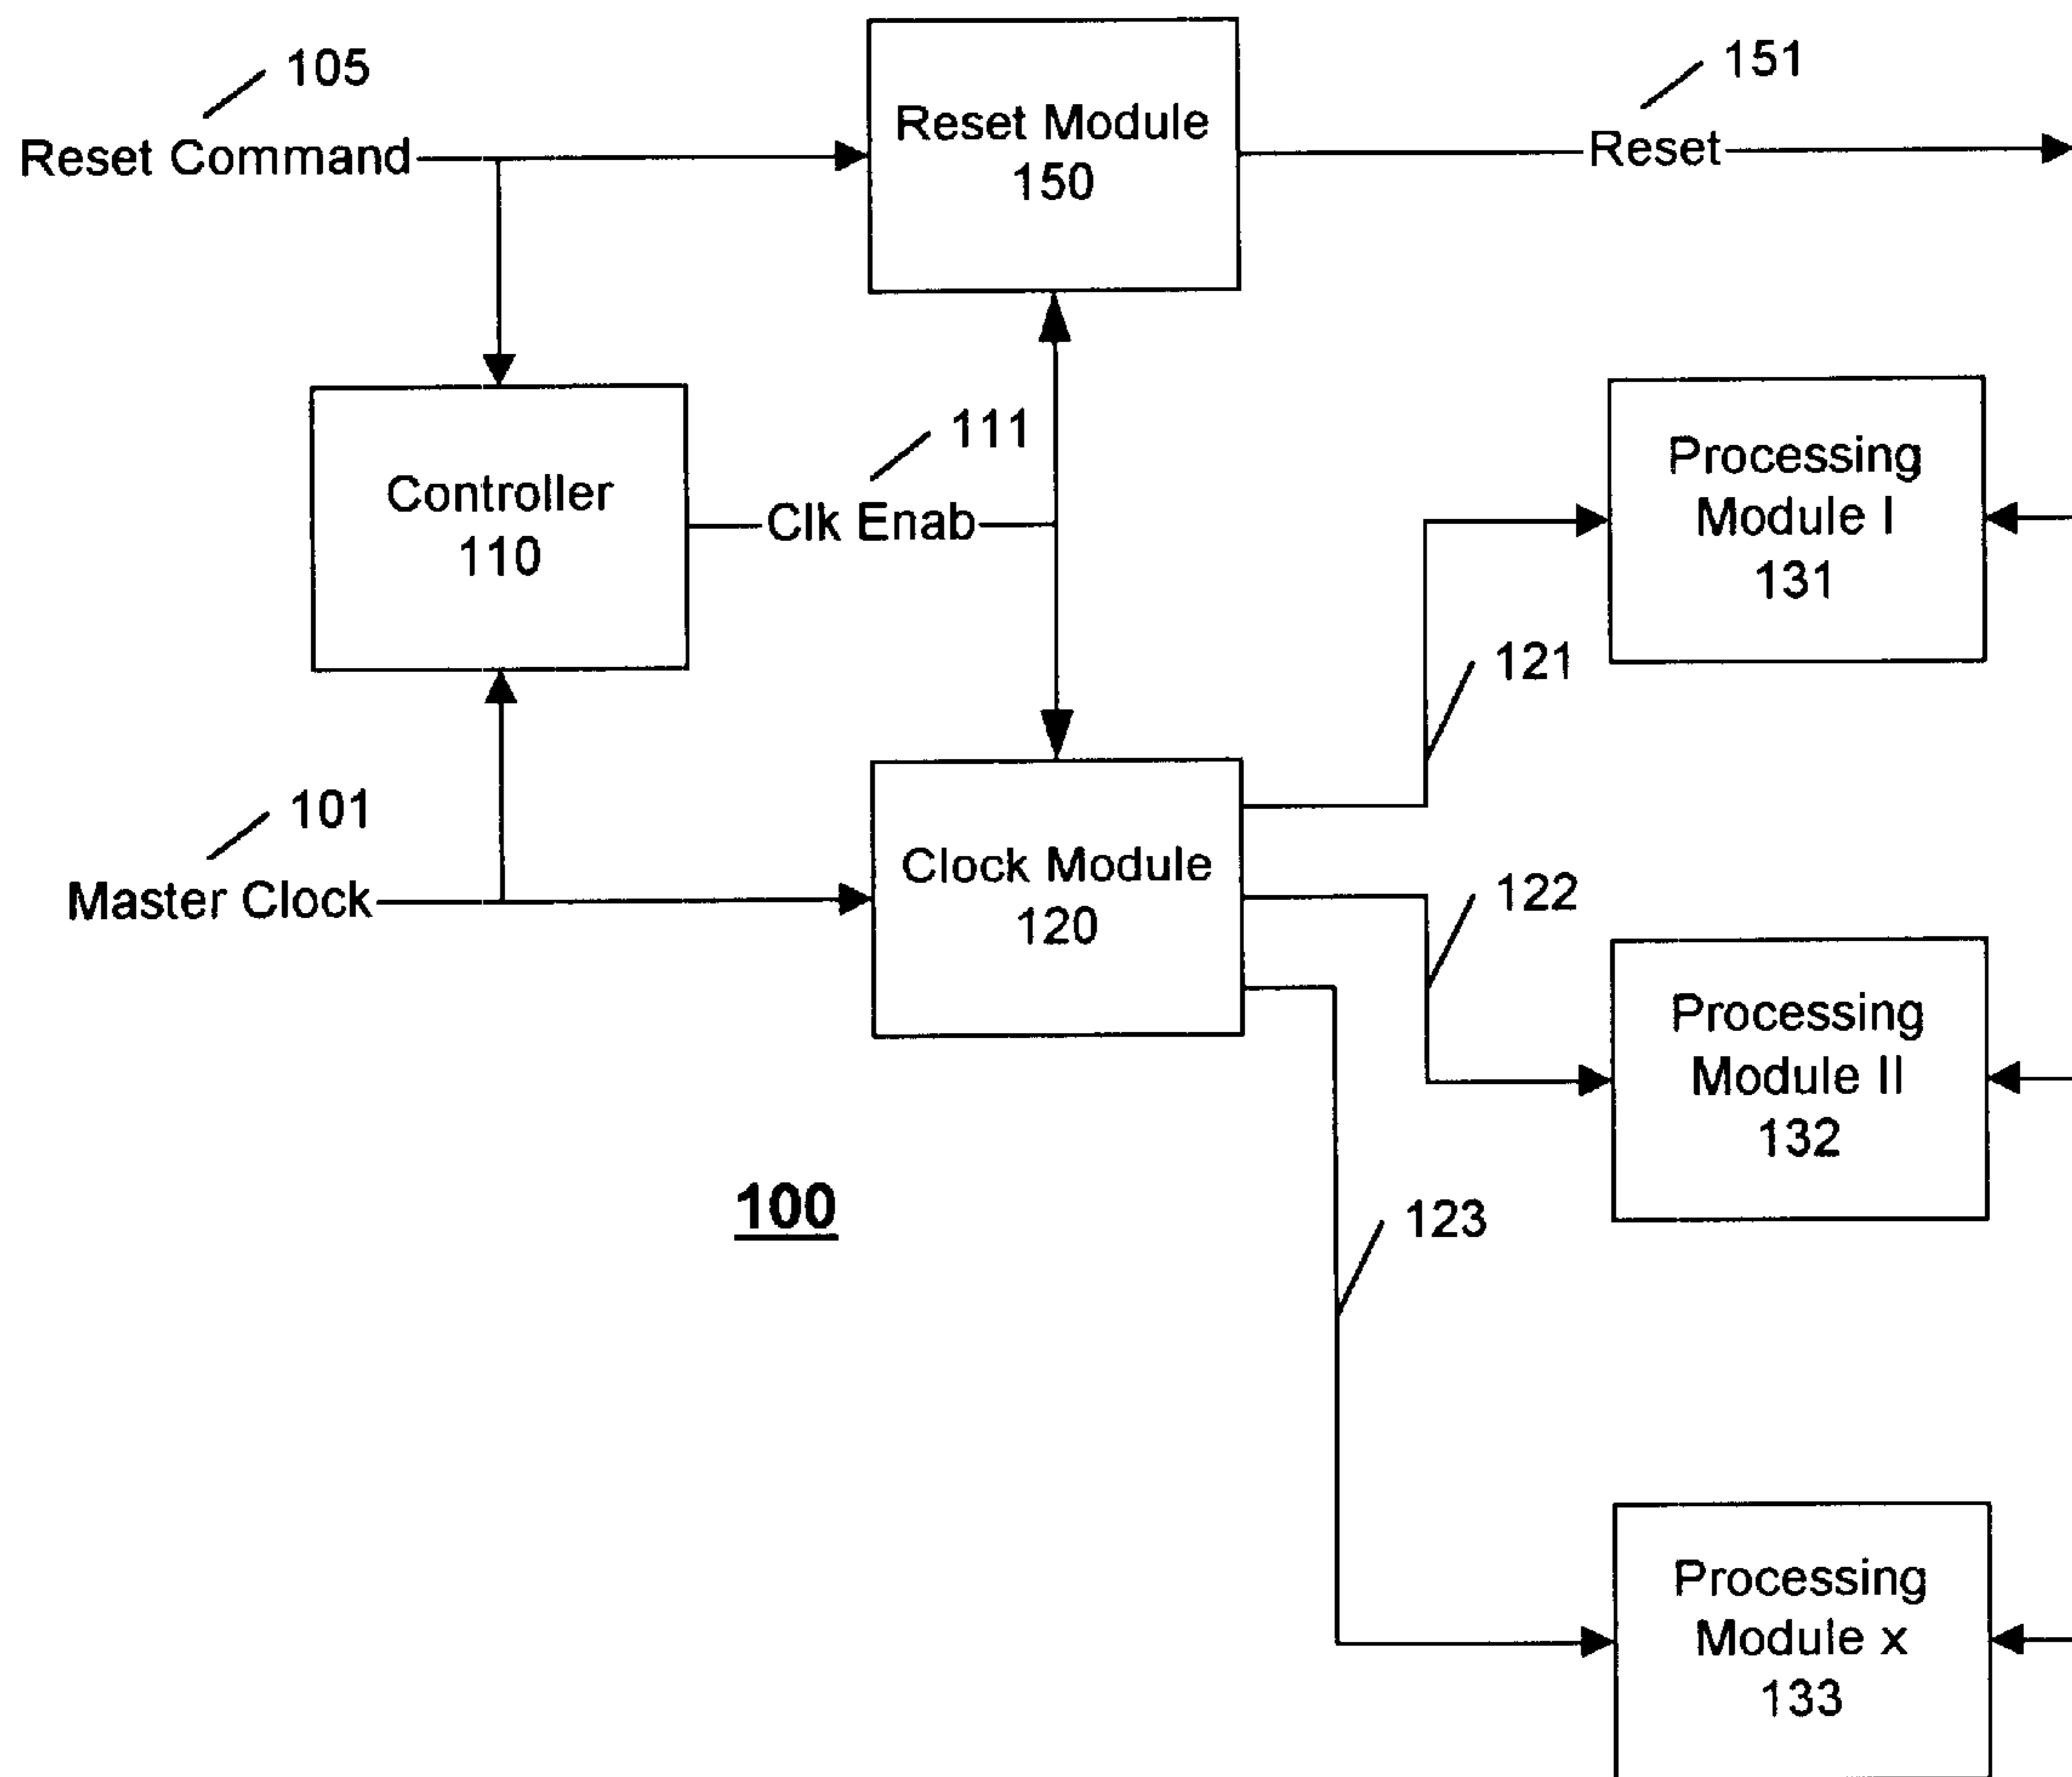 105
Reset Command
Reset Module
150
151
Reset
Controller
110
111
Clk Enab
Processing
Module I
131
121
101
Master Clock
Clock Module
120
122
Processing
Module II
132
100
123
Processing
Module x
133